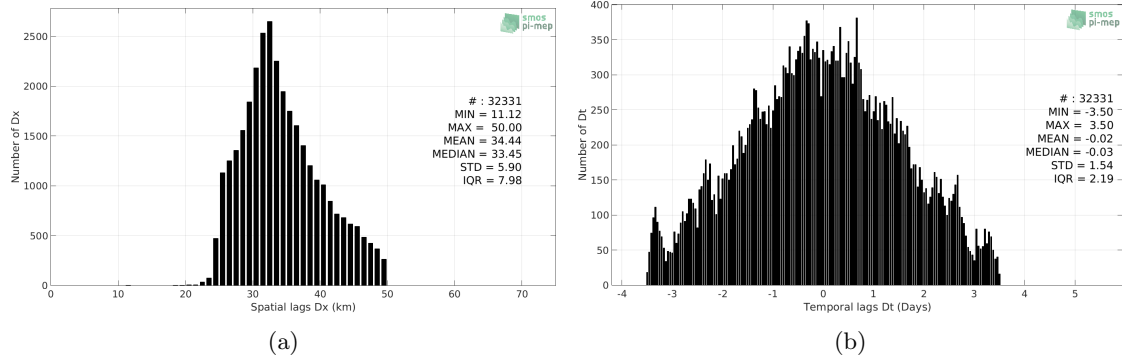 2500
2000
1500
1000
500
0
Number of Dx
0 10 20 30 40 50 60 70
Spatial lags Dx (km)
smos
pi-mep
# : 32331
MIN = 11.12
MAX = 50.00
MEAN = 34.44
MEDIAN = 33.45
STD = 5.90
IQR = 7.98
(a)
400
350
300
250
200
150
100
50
0
Number of Dt
-4 -3 -2 -1 0 1 2 3 4 5
Temporal lags Dt (Days)
smos
pi-mep
# : 32331
MIN = -3.50
MAX = 3.50
MEAN = -0.02
MEDIAN = -0.03
STD = 1.54
IQR = 2.19
(b)